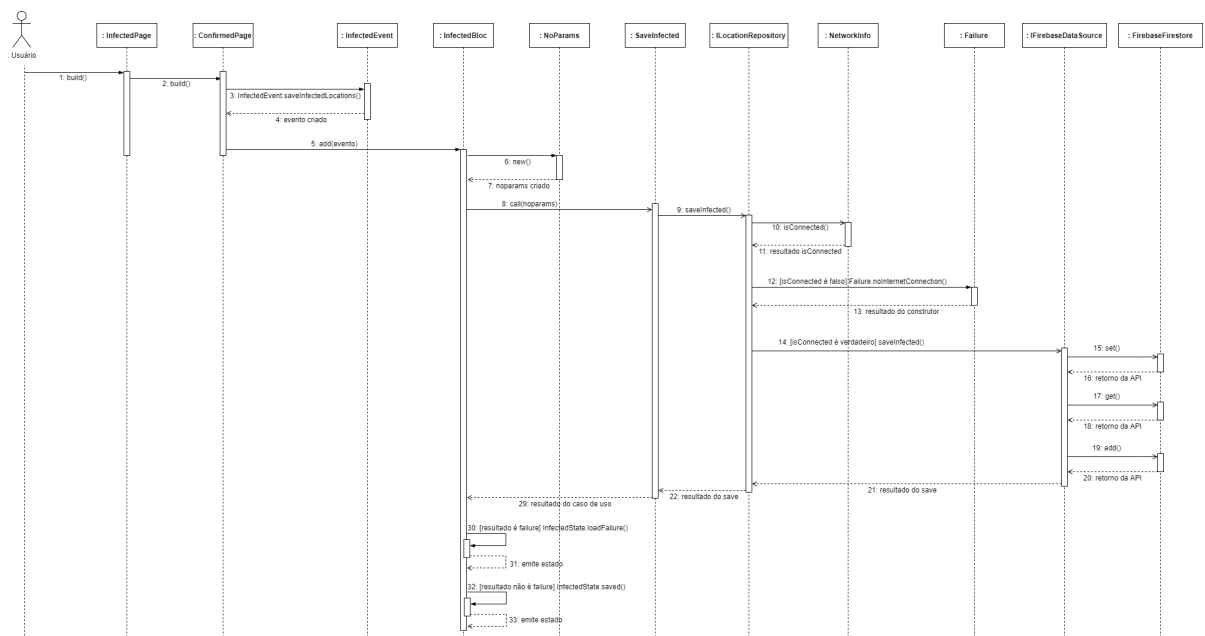 : Usuário
: InfectedPage
: ConfirmedPage
: InfectedEvent
: InfectedBloc
: NoParams
: SaveInfected
: ILocationRepository
: NetworkInfo
: Failure
: IFirebaseDataSource
: FirebaseFirestore
1: build()
2: build()
3: InfectedEvent.saveInfectedLocations()
4: evento criado
5: add(evento)
6: new()
7: noparams criado
8: call(noparams)
9: saveInfected()
10: isConnected()
11: resultado isConnected
12: [isConnected é falso] Failure.noInternetConnection()
13: resultado do construtor
14: [isConnected é verdadeiro] saveInfected()
15: set()
16: retorno da API
17: get()
18: retorno da API
19: add()
20: retorno da API
21: resultado do save
22: resultado do save
29: resultado do caso de uso
30: [resultado é failure] InfectedState.loadFailure()
31: emite estado
32: [resultado não é failure] InfectedState.saved()
33: emite estado